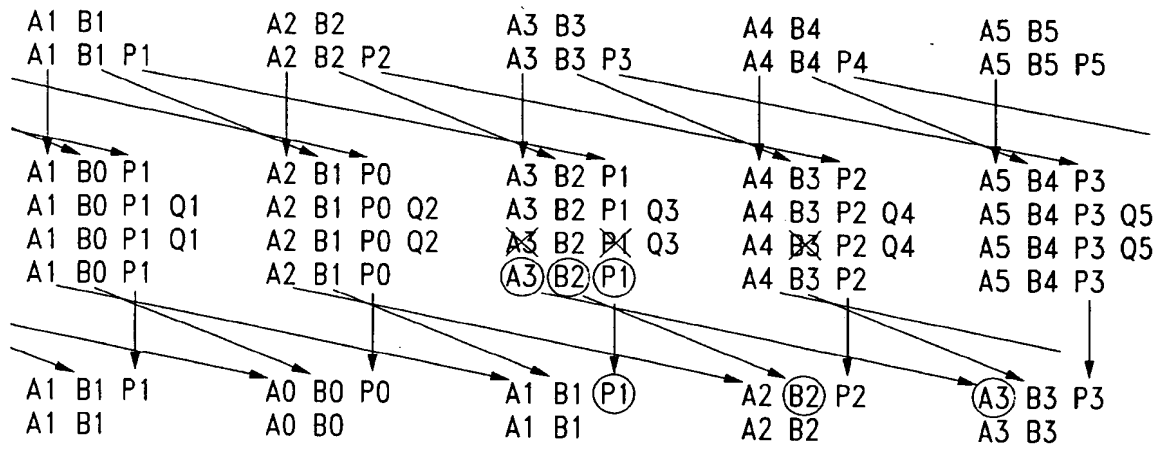 A1 B1 A2 B2 A3 B3 A4 B4 A5 B5
A1 B1 P1 A2 B2 P2 A3 B3 P3 A4 B4 P4 A5 B5 P5
A1 B0 P1 A2 B1 P0 A3 B2 P1 A4 B3 P2 A5 B4 P3
A1 B0 P1 Q1 A2 B1 P0 Q2 A3 B2 P1 Q3 A4 B3 P2 Q4 A5 B4 P3 Q5
A1 B0 P1 Q1 A2 B1 P0 Q2 A3 B2 P1 Q3 A4 B3 P2 Q4 A5 B4 P3 Q5
A1 B0 P1 A2 B1 P0 A3 B2 P1 A4 B3 P2 A5 B4 P3
A1 B1 P1 A0 B0 P0 A1 B1 P1 A2 B2 P2 A3 B3 P3
A1 B1 A0 B0 A1 B1 A2 B2 A3 B3